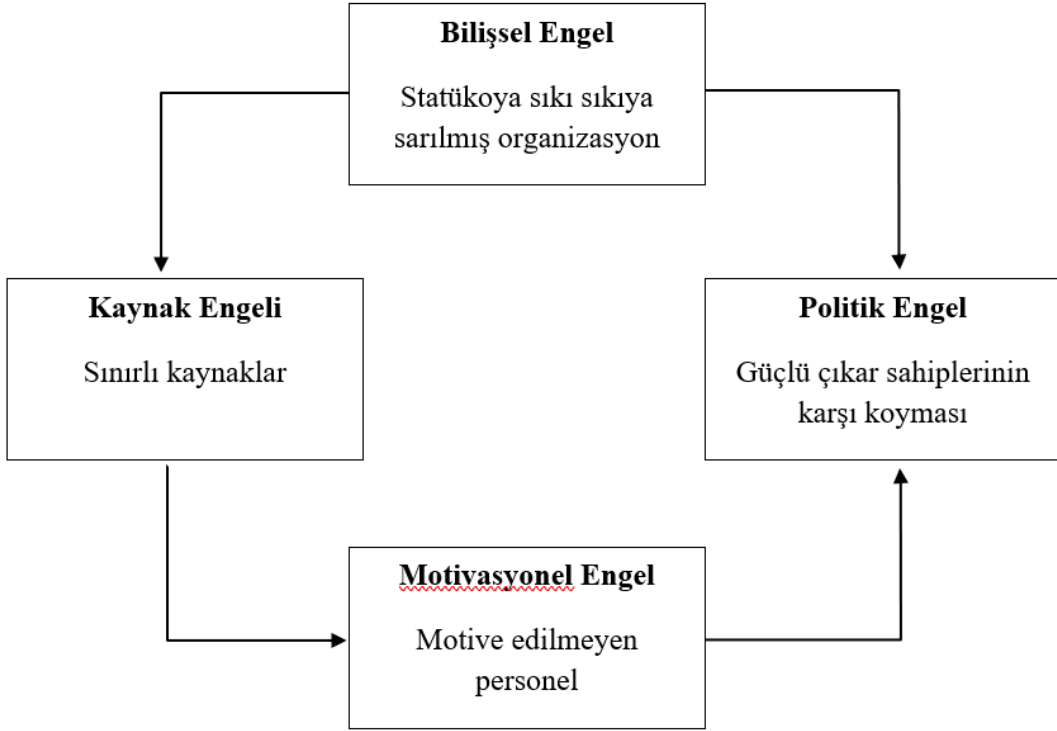 Bilişsel Engel
Statükoya sıkı sıkıya
sarılmış organizasyon
Kaynak Engeli
Sınırlı kaynaklar
Politik Engel
Güçlü çıkar sahiplerinin
karşı koyması
Motivasyonel Engel
Motive edilmeyen
personel